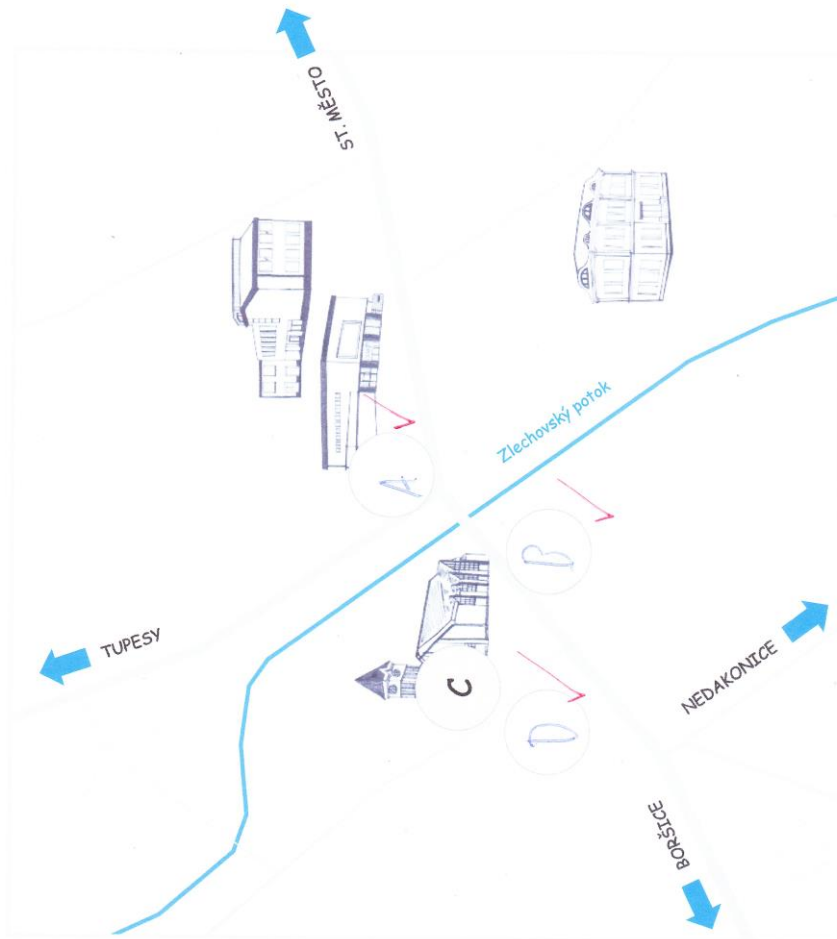 ST. MĚSTO
Zlechovský potok
A
B
TUPESY
C
D
NEDAKONICE
BORŠICE